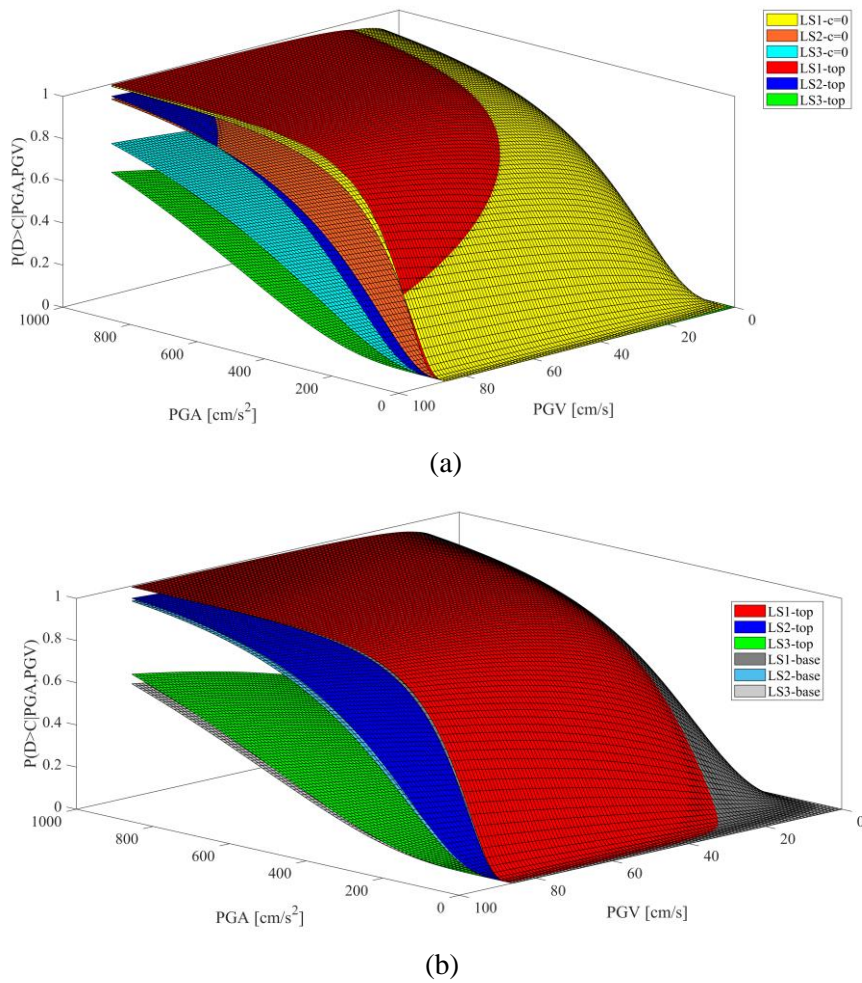 LS1-c=0
LS2-c=0
LS3-c=0
LS1-top
LS2-top
LS3-top
P(D>C|PGA,PGV)
1
0.8
0.6
0.4
0.2
0
1000
800
600
400
200
0
PGA [cm/s²]
100
80
60
40
20
0
PGV [cm/s]
(a)
LS1-top
LS2-top
LS3-top
LS1-base
LS2-base
LS3-base
P(D>C|PGA,PGV)
1
0.8
0.6
0.4
0.2
0
1000
800
600
400
200
0
PGA [cm/s²]
100
80
60
40
20
0
PGV [cm/s]
(b)